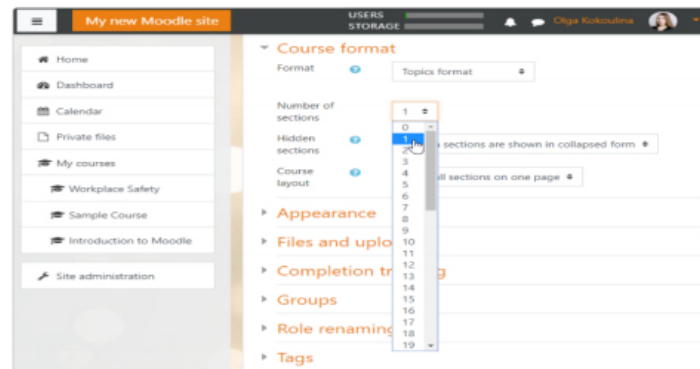 My new Moodle site
USERS
STORAGE
Olga Kokoulina
Home
Dashboard
Calendar
Private files
My courses
Workplace Safety
Sample Course
Introduction to Moodle
Site administration
Course format
Format
Topics format
Number of
sections
1
Hidden
sections
sections are shown in collapsed form
Course
layout
all sections on one page
0
1
2
3
4
5
6
7
8
9
10
11
12
13
14
15
16
17
18
19
Appearance
Files and uplo
Completion tr
g
Groups
Role renaming
Tags